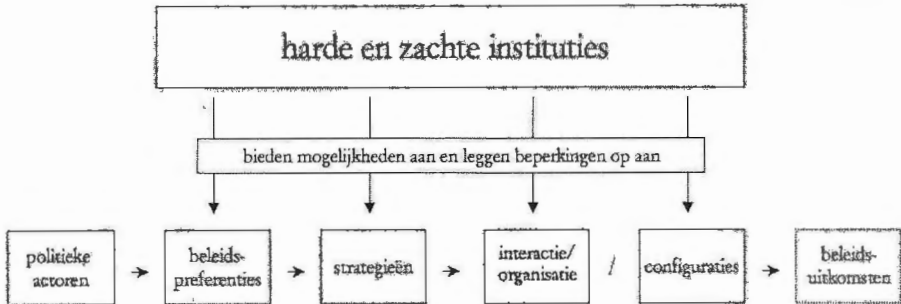 harde en zachte instituties
bieden mogelijkheden aan en leggen beperkingen op aan
politieke
actoren
beleids-
preferenties
strategieën
interactie/
organisatie
configuraties
beleids-
uitkomsten